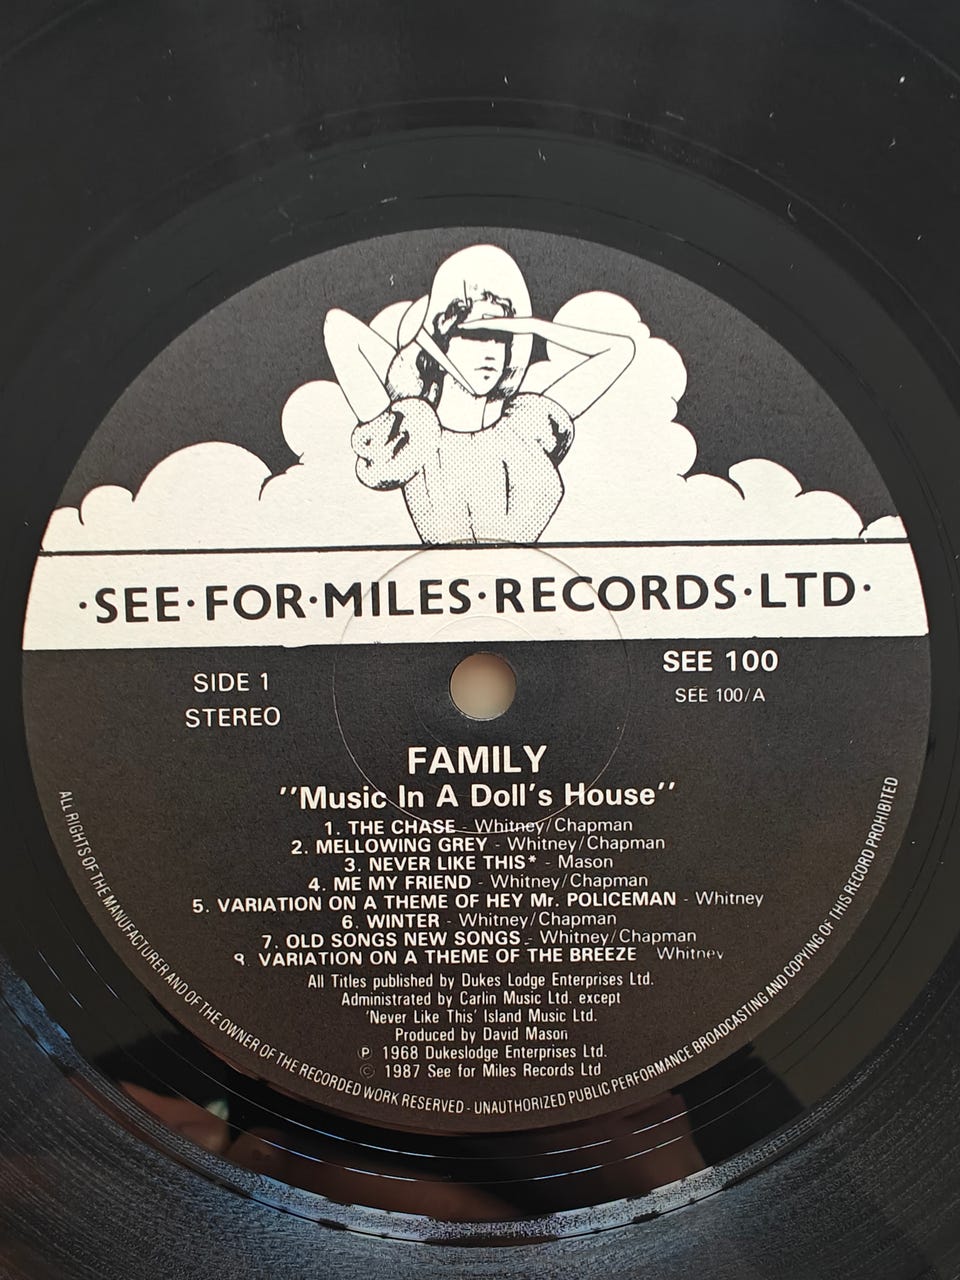 ·SEE·FOR·MILES·RECORDS·LTD·
SIDE 1
STEREO
SEE 100
SEE 100/A
FAMILY
''Music In A Doll's House''
1. THE CHASE - Whitney/Chapman
2. MELLOWING GREY - Whitney/Chapman
3. NEVER LIKE THIS* - Mason
4. ME MY FRIEND - Whitney/Chapman
5. VARIATION ON A THEME OF HEY Mr. POLICEMAN - Whitney
6. WINTER - Whitney/Chapman
7. OLD SONGS NEW SONGS - Whitney/Chapman
8. VARIATION ON A THEME OF THE BREEZE Whitney
All Titles published by Dukes Lodge Enterprises Ltd.
Administrated by Carlin Music Ltd. except
'Never Like This' Island Music Ltd.
Produced by David Mason
℗ 1968 Dukeslodge Enterprises Ltd.
© 1987 See for Miles Records Ltd
ALL RIGHTS OF THE MANUFACTURER AND OF THE OWNER OF THE RECORDED WORK RESERVED - UNAUTHORIZED PUBLIC PERFORMANCE BROADCASTING AND COPYING OF THIS RECORD PROHIBITED